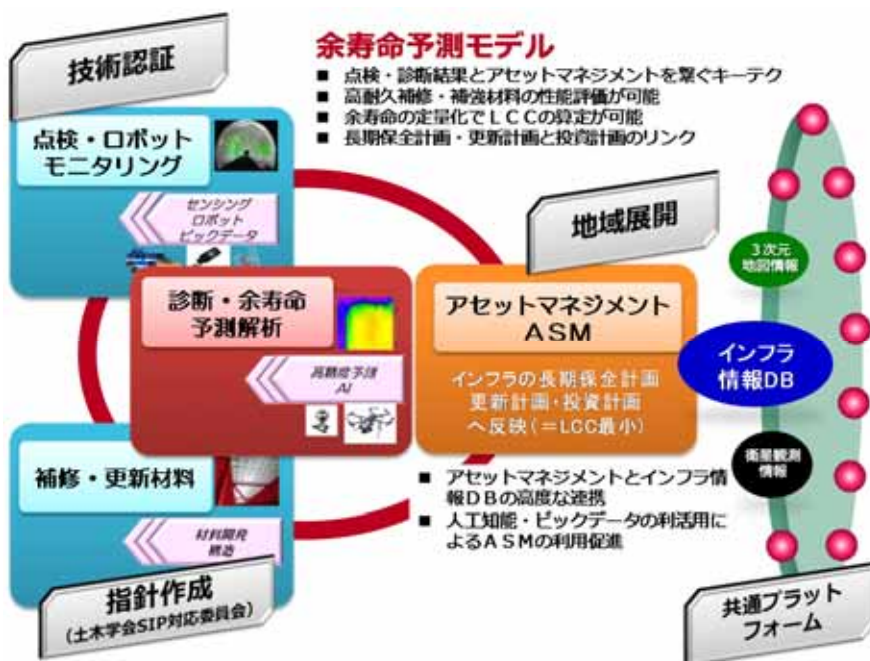 技術認証
余寿命予測モデル
■ 点検・診断結果とアセットマネジメントを繋ぐキーテク
■ 高耐久補修・補強材料の性能評価が可能
■ 余寿命の定量化でＬＣＣの算定が可能
■ 長期保全計画・更新計画と投資計画のリンク
点検・ロボット
モニタリング
センシング
ロボット
ビックデータ
診断・余寿命
予測解析
高精度予測
AI
補修・更新材料
材料開発
構造
指針作成
(土木学会SIP対応委員会)
地域展開
アセットマネジメント
ＡＳＭ
インフラの長期保全計画
更新計画・投資計画
へ反映(＝LCC最小)
■ アセットマネジメントとインフラ情
報ＤＢの高度な連携
■ 人工知能・ビックデータの利活用に
よるＡＳＭの利用促進
３次元
地図情報
インフラ
情報DB
衛星観測
情報
共通プラット
フォーム